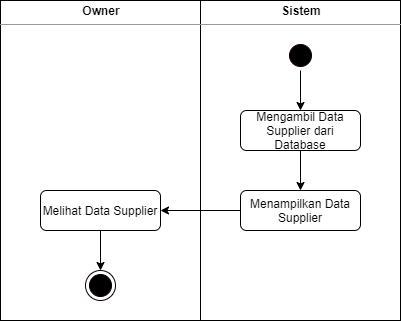 Owner
Sistem
Mengambil Data
Supplier dari
Database
Melihat Data Supplier
Menampilkan Data
Supplier